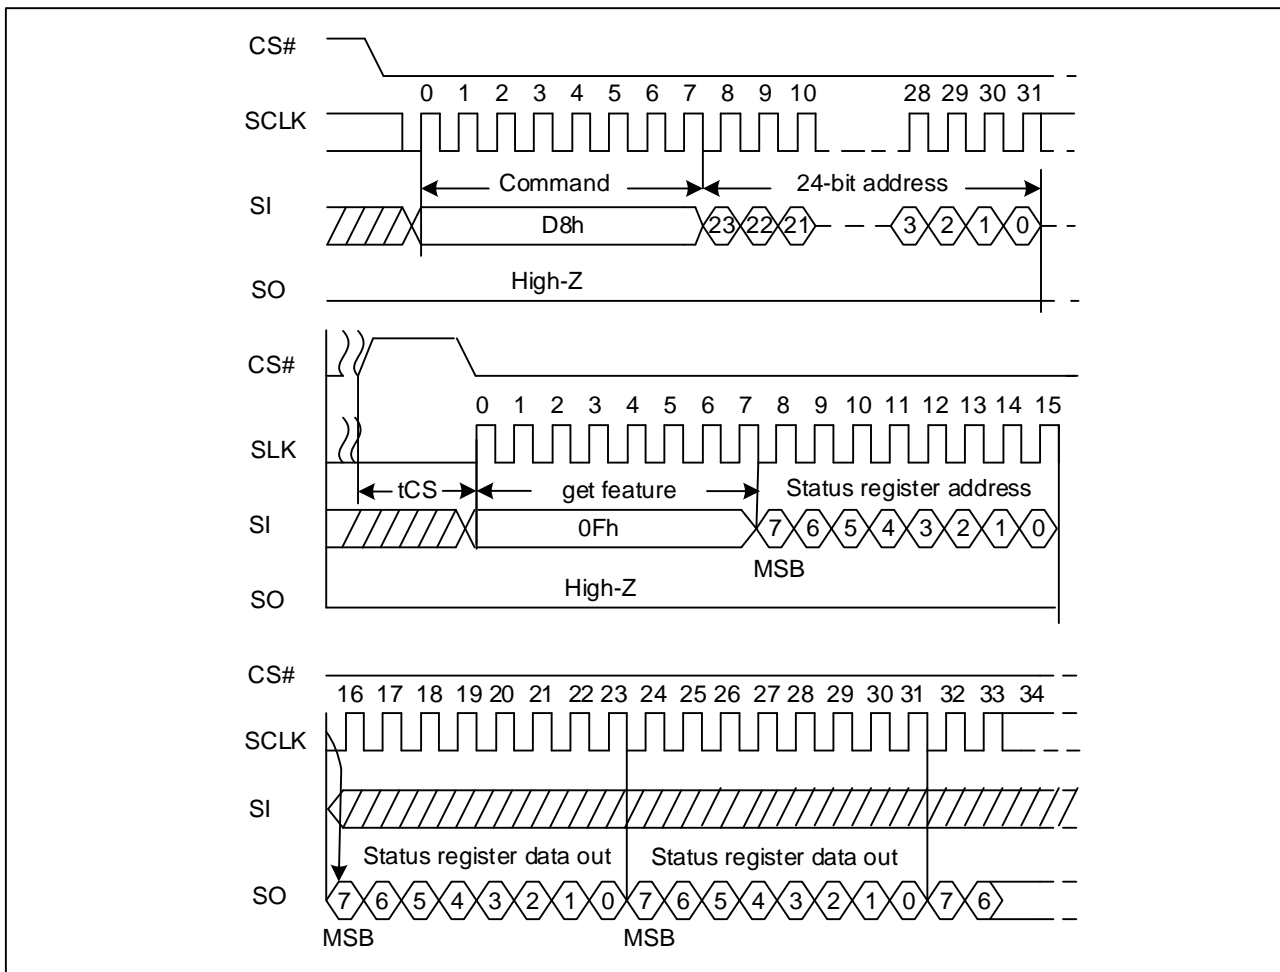 CS#
0 1 2 3 4 5 6 7 8 9 10 28 29 30 31
SCLK
Command 24-bit address
SI
D8h 23 22 21 3 2 1 0
High-Z
SO
CS#
0 1 2 3 4 5 6 7 8 9 10 11 12 13 14 15
SLK
tCS get feature Status register address
SI
0Fh 7 6 5 4 3 2 1 0
MSB
High-Z
SO
CS#
16 17 18 19 20 21 22 23 24 25 26 27 28 29 30 31 32 33 34
SCLK
SI
Status register data out Status register data out
SO 7 6 5 4 3 2 1 0 7 6 5 4 3 2 1 0 7 6
MSB MSB